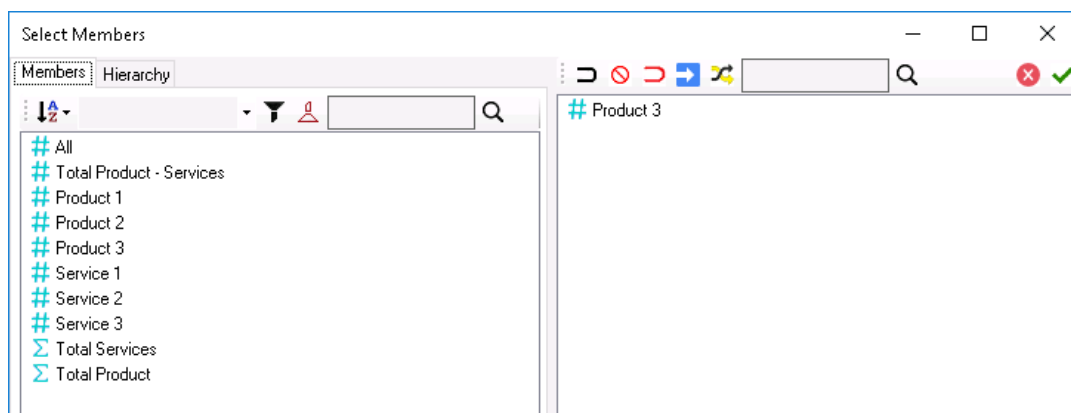 Select Members
Members Hierarchy
All
Total Product - Services
Product 1
Product 2
Product 3
Service 1
Service 2
Service 3
Total Services
Total Product
Product 3